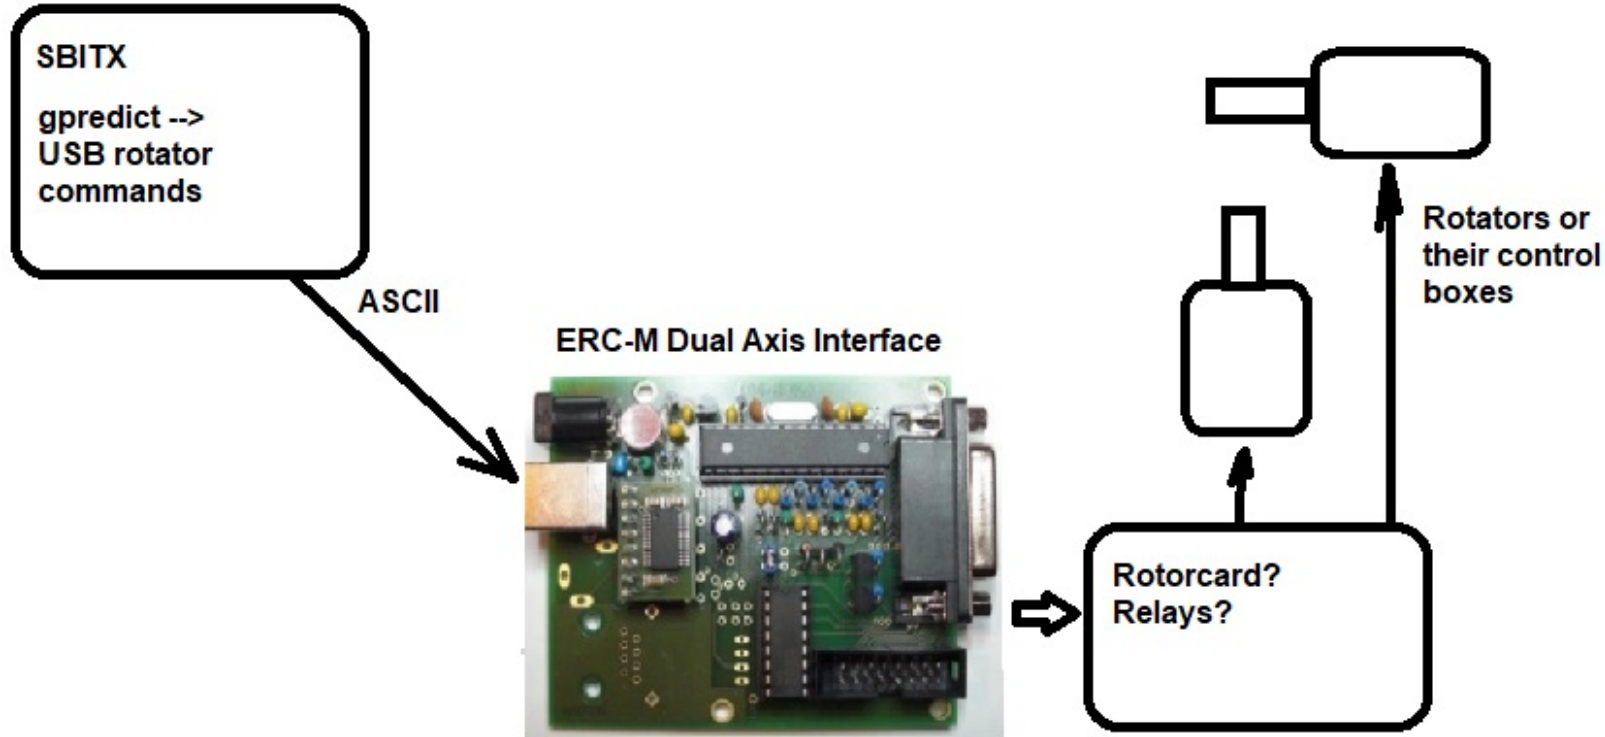 SBITX
gpredict -->
USB rotator
commands
ASCII
ERC-M Dual Axis Interface
Rotorcard?
Relays?
Rotators or
their control
boxes